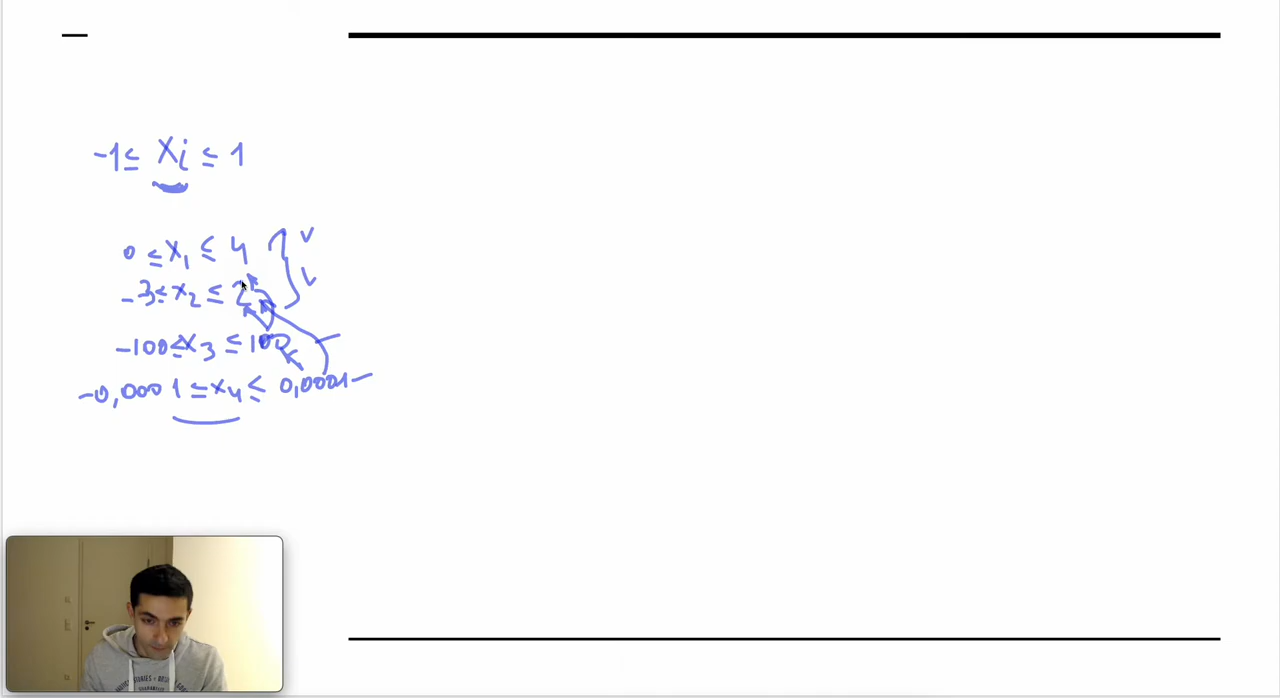 -1 ≤ xi ≤ 1
0 ≤ x1 ≤ 4
-3 ≤ x2 ≤ 2
-100 ≤ x3 ≤ 100
-0,0001 ≤ x4 ≤ 0,0001